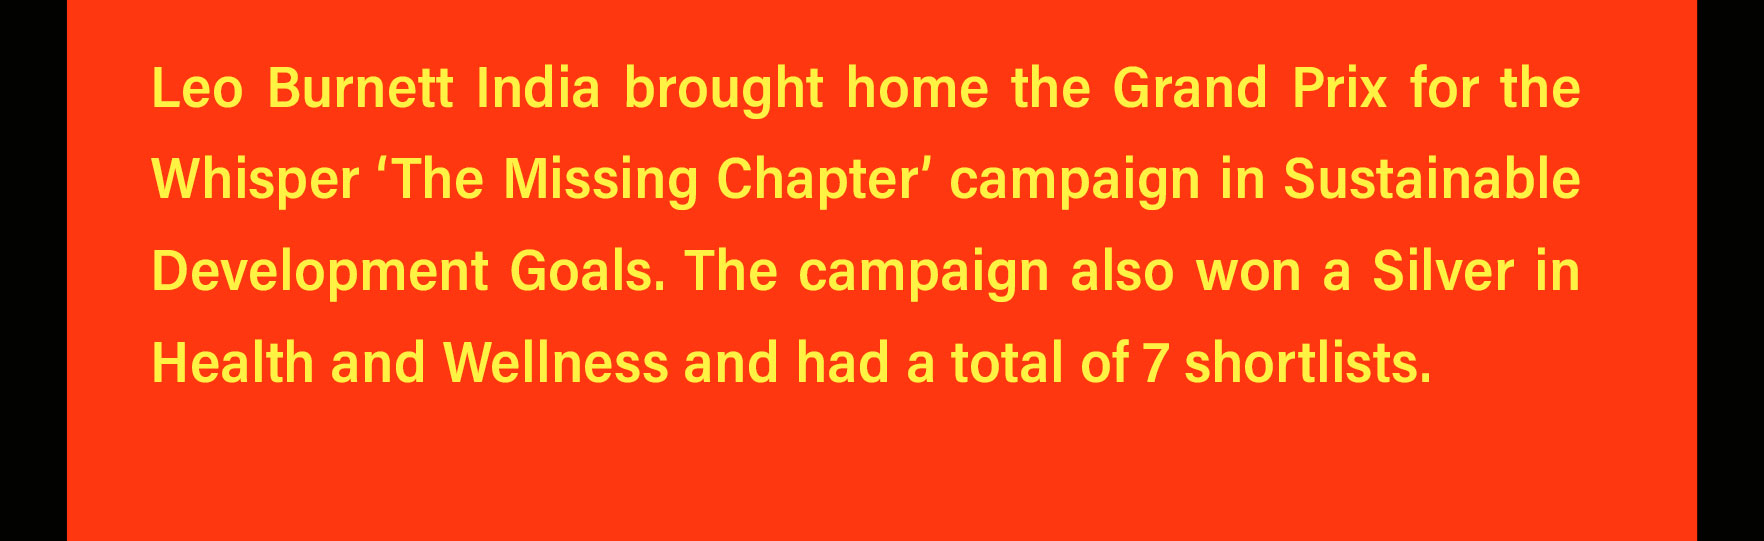 Leo Burnett India brought home the Grand Prix for the
Whisper ‘The Missing Chapter’ campaign in Sustainable
Development Goals. The campaign also won a Silver in
Health and Wellness and had a total of 7 shortlists.